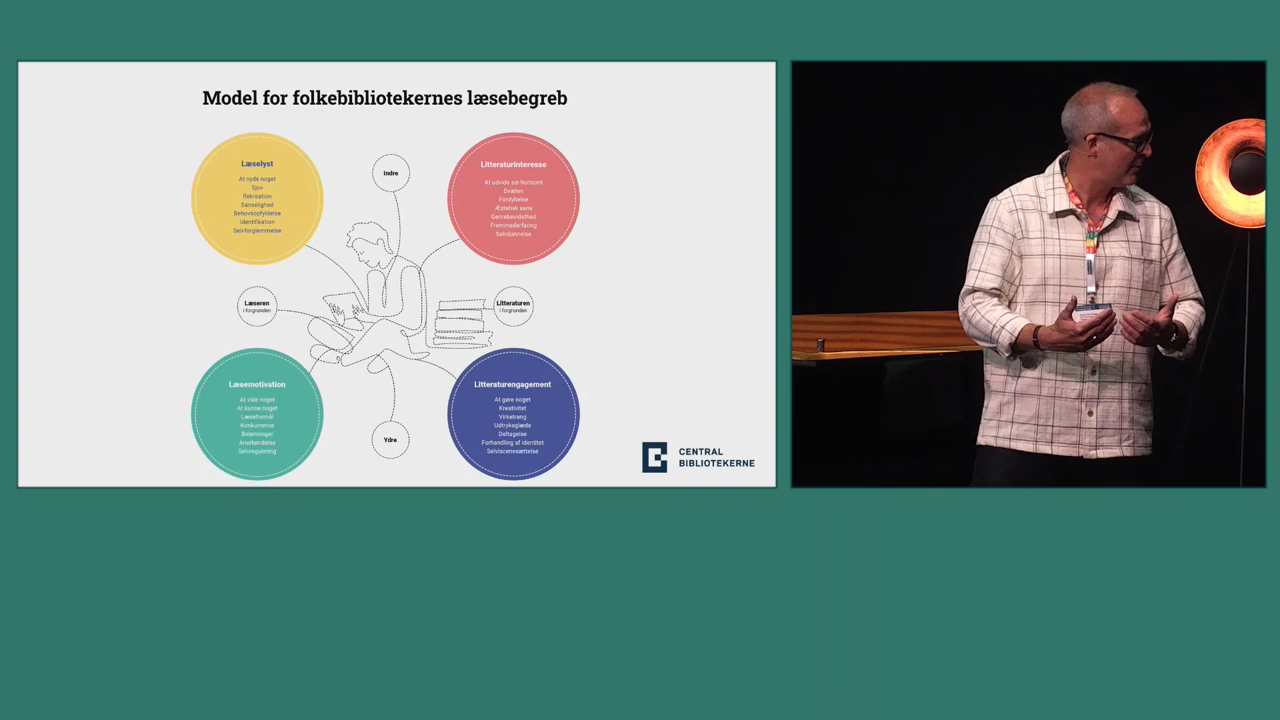 Model for folkebibliotekernes læsebegreb
Læselyst
At nyde noget
Sjov
Rekreation
Sanselighed
Behovsopfyldelse
Identifikation
Selvforglemmelse
Indre
Litteraturinteresse
At udvide sin horisont
Dvælen
Fordybelse
Æstetisk sans
Genrebevidsthed
Fremmederfaring
Selvdannelse
Læseren
i forgrunden
Litteraturen
i forgrunden
Læsemotivation
At vide noget
At kunne noget
Læseformål
Konkurrence
Belønninger
Anerkendelse
Selvregulering
Ydre
Litteraturengagement
At gøre noget
Kreativitet
Virketrang
Udtryksglæde
Deltagelse
Forhandling af identitet
Selviscenesættelse
CENTRAL
BIBLIOTEKERNE